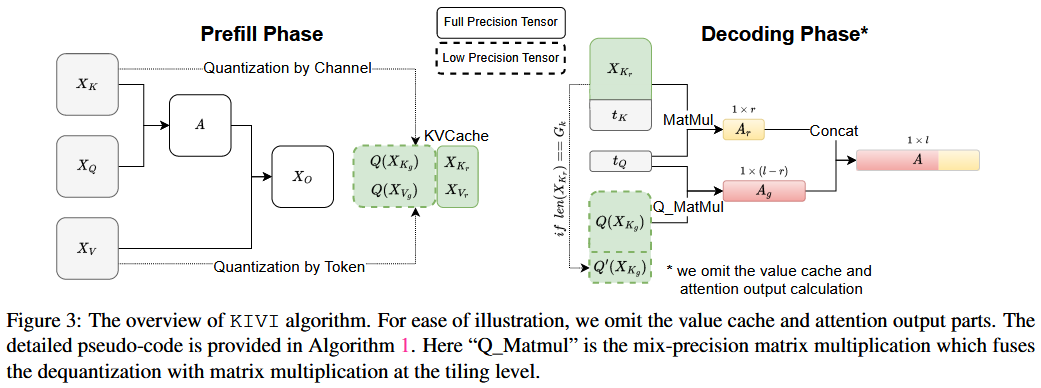 Full Precision Tensor
Low Precision Tensor
Prefill Phase
Quantization by Channel
X_K
X_Q
X_V
A
X_O
KVCache
Q(X_{K_g})
X_{K_r}
Q(X_{V_g})
X_{V_r}
Quantization by Token
Decoding Phase*
X_{K_r}
t_K
MatMul
1 × r
A_r
Concat
1 × l
A
t_Q
1 × (l − r)
A_g
Q_MatMul
if len(X_{K_r}) == G_k
Q(X_{K_g})
Q'(X_{K_g})
* we omit the value cache and
attention output calculation
Figure 3: The overview of KIVI algorithm. For ease of illustration, we omit the value cache and attention output parts. The
detailed pseudo-code is provided in Algorithm 1. Here “Q_Matmul” is the mix-precision matrix multiplication which fuses
the dequantization with matrix multiplication at the tiling level.